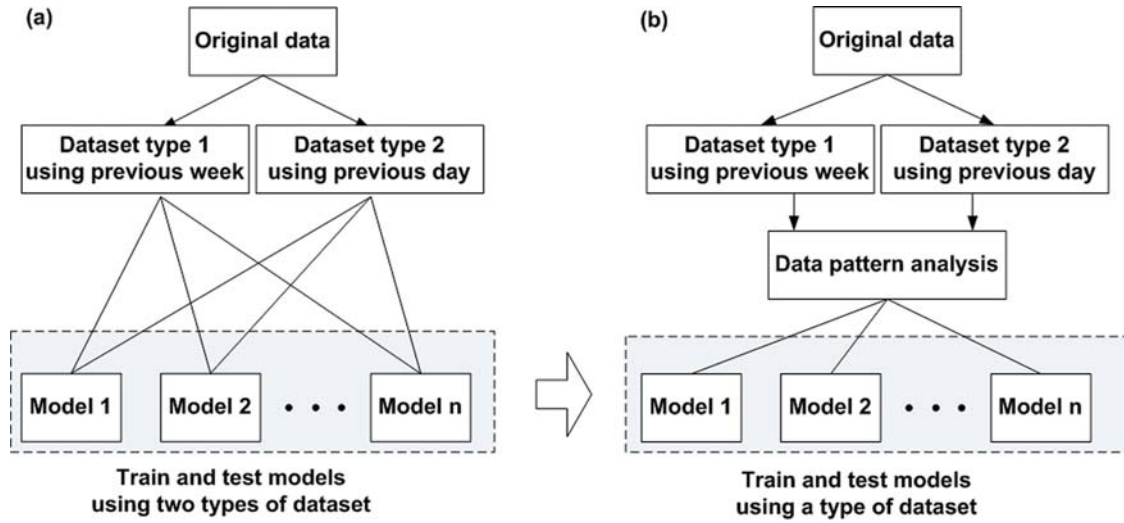 (a)
Original data
Dataset type 1
using previous week
Dataset type 2
using previous day
Model 1
Model 2
• • •
Model n
Train and test models
using two types of dataset
(b)
Original data
Dataset type 1
using previous week
Dataset type 2
using previous day
Data pattern analysis
Model 1
Model 2
• • •
Model n
Train and test models
using a type of dataset